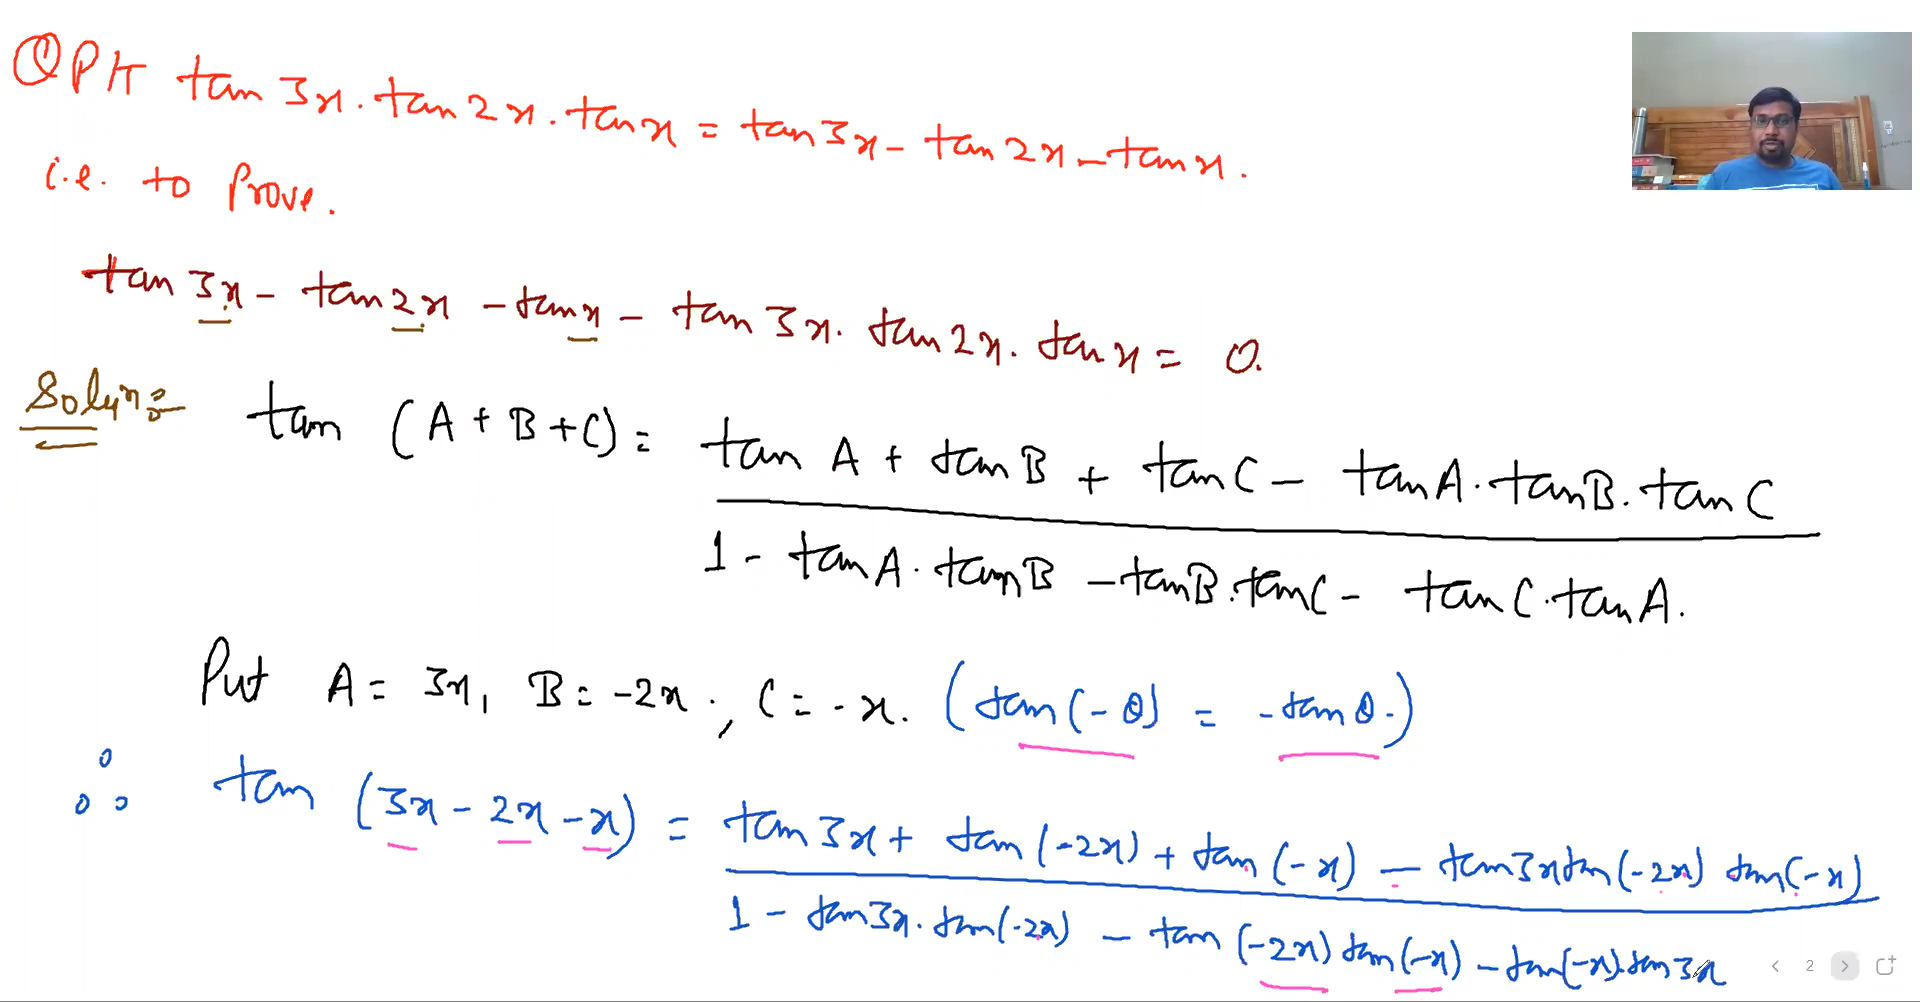 Q PT tan 3x . tan 2x . tan x = tan 3x - tan 2x - tan x .
i.e. to Prove.
tan 3x - tan 2x - tan x - tan 3x . tan 2x . tan x = 0.
Soln:-
tan (A + B + C) = tan A + tan B + tan C - tan A . tan B . tan C
1 - tan A . tan B - tan B . tan C - tan C . tan A .
Put A = 3x, B = -2x ., C = -x. (tan (-θ) = -tan θ.)
∴ tan (3x - 2x - x) = tan 3x + tan (-2x) + tan (-x) - tan 3x tan (-2x) tan (-x)
1 - tan 3x . tan (-2x) - tan (-2x) tan (-x) - tan (-x) . tan 3x
2